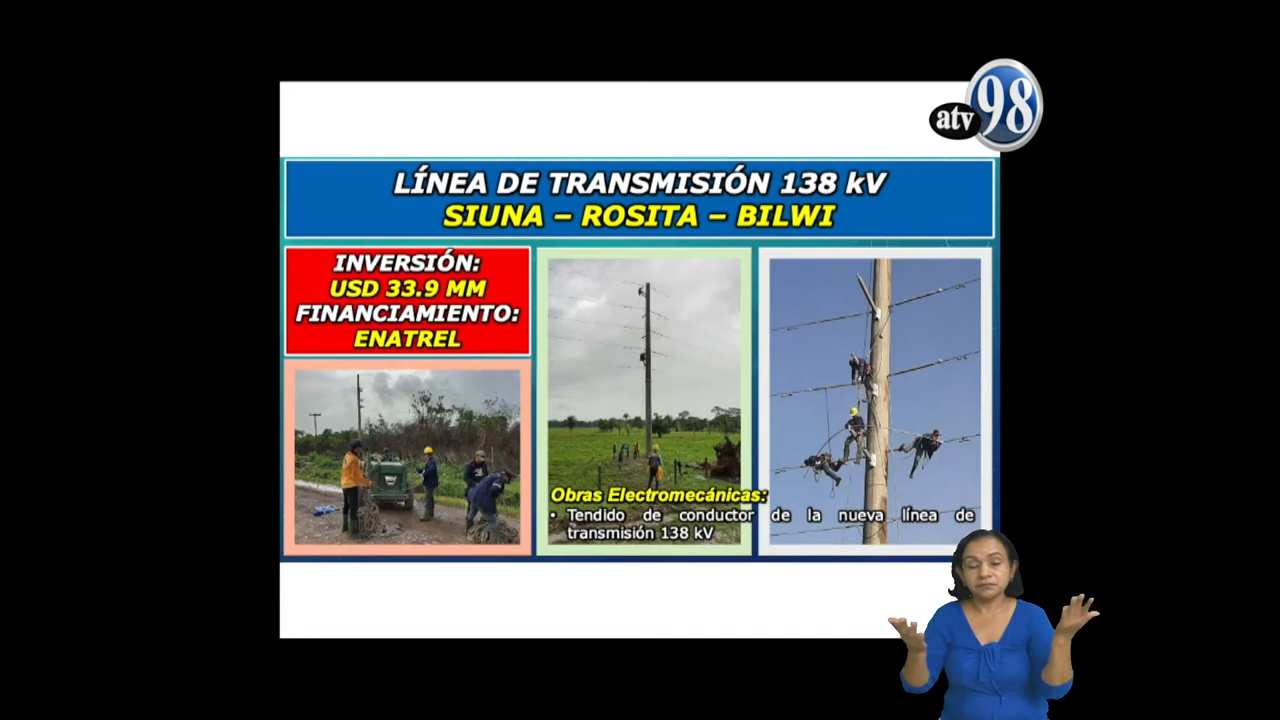 atv 98
LÍNEA DE TRANSMISIÓN 138 kV
SIUNA – ROSITA – BILWI
INVERSIÓN:
USD 33.9 MM
FINANCIAMIENTO:
ENATREL
Obras Electromecánicas:
• Tendido de conductor de la nueva línea de
transmisión 138 kV